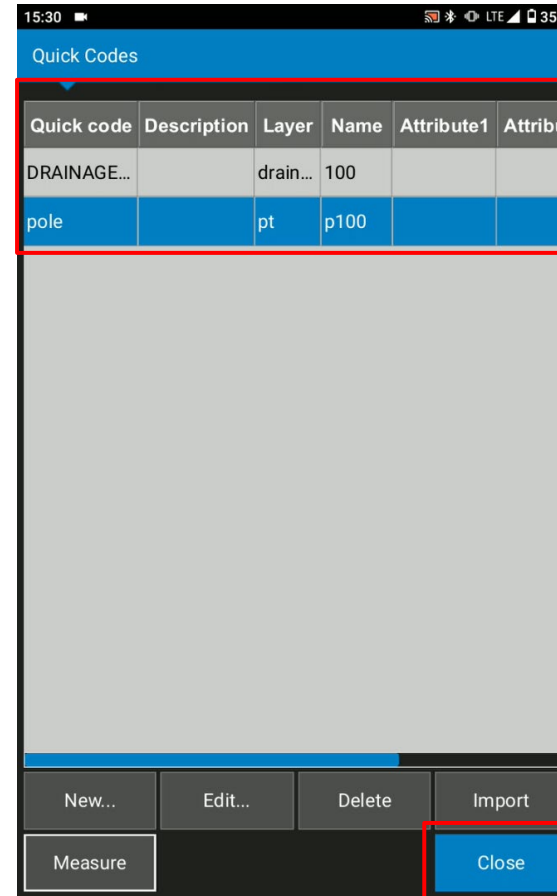 15:30 LTE 35
Quick Codes
Quick code Description Layer Name Attribute1 Attribu
DRAINAGE... drain... 100
pole pt p100
New... Edit... Delete Import
Measure Close